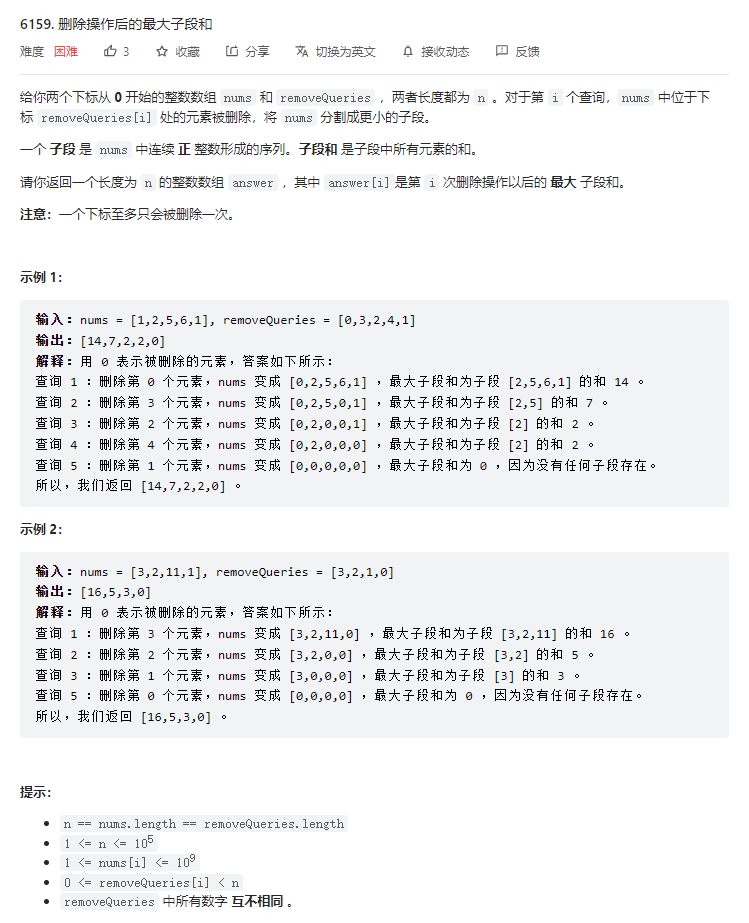 6159. 删除操作后的最大子段和
难度 困难 3 收藏 分享 切换为英文 接收动态 反馈
给你两个下标从 0 开始的整数数组 nums 和 removeQueries ，两者长度都为 n 。对于第 i 个查询，nums 中位于下
标 removeQueries[i] 处的元素被删除，将 nums 分割成更小的子段。
一个 子段 是 nums 中连续 正 整数形成的序列。子段和 是子段中所有元素的和。
请你返回一个长度为 n 的整数数组 answer ，其中 answer[i] 是第 i 次删除操作以后的 最大 子段和。
注意：一个下标至多只会被删除一次。
示例 1：
输入：nums = [1,2,5,6,1], removeQueries = [0,3,2,4,1]
输出：[14,7,2,2,0]
解释：用 0 表示被删除的元素，答案如下所示：
查询 1 ：删除第 0 个元素，nums 变成 [0,2,5,6,1] ，最大子段和为子段 [2,5,6,1] 的和 14 。
查询 2 ：删除第 3 个元素，nums 变成 [0,2,5,0,1] ，最大子段和为子段 [2,5] 的和 7 。
查询 3 ：删除第 2 个元素，nums 变成 [0,2,0,0,1] ，最大子段和为子段 [2] 的和 2 。
查询 4 ：删除第 4 个元素，nums 变成 [0,2,0,0,0] ，最大子段和为子段 [2] 的和 2 。
查询 5 ：删除第 1 个元素，nums 变成 [0,0,0,0,0] ，最大子段和为 0 ，因为没有任何子段存在。
所以，我们返回 [14,7,2,2,0] 。
示例 2：
输入：nums = [3,2,11,1], removeQueries = [3,2,1,0]
输出：[16,5,3,0]
解释：用 0 表示被删除的元素，答案如下所示：
查询 1 ：删除第 3 个元素，nums 变成 [3,2,11,0] ，最大子段和为子段 [3,2,11] 的和 16 。
查询 2 ：删除第 2 个元素，nums 变成 [3,2,0,0] ，最大子段和为子段 [3,2] 的和 5 。
查询 3 ：删除第 1 个元素，nums 变成 [3,0,0,0] ，最大子段和为子段 [3] 的和 3 。
查询 5 ：删除第 0 个元素，nums 变成 [0,0,0,0] ，最大子段和为 0 ，因为没有任何子段存在。
所以，我们返回 [16,5,3,0] 。
提示：
n == nums.length == removeQueries.length
1 <= n <= 10⁵
1 <= nums[i] <= 10⁹
0 <= removeQueries[i] < n
removeQueries 中所有数字 互不相同 。